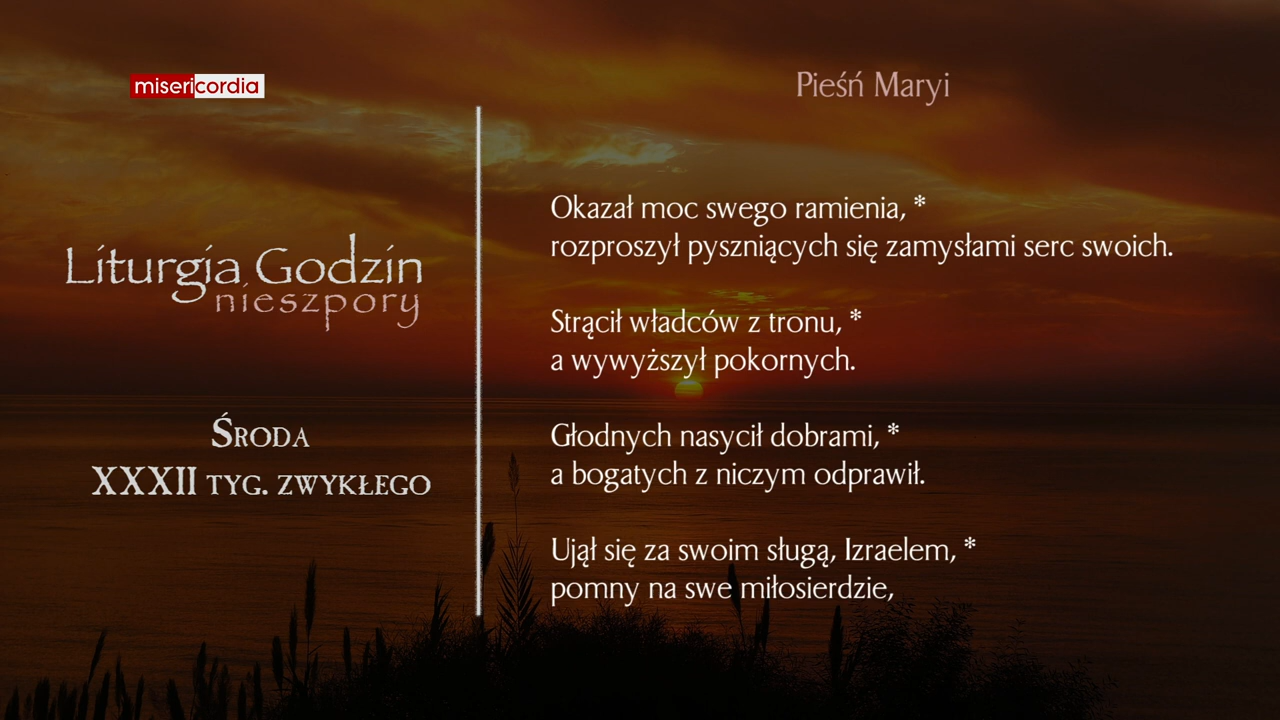 misericordia
Liturgia Godzin
nieszpory
Środa
XXXII tyg. zwykłego
Pieśń Maryi
Okazał moc swego ramienia, *
rozproszył pyszniących się zamysłami serc swoich.
Strącił władców z tronu, *
a wywyższył pokornych.
Głodnych nasycił dobrami, *
a bogatych z niczym odprawił.
Ujął się za swoim sługą, Izraelem, *
pomny na swe miłosierdzie,